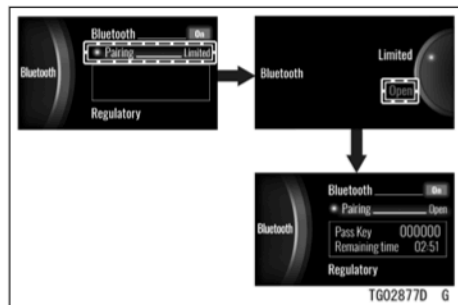 Bluetooth On
Pairing Limited
Bluetooth
Regulatory
Limited
Bluetooth
Open
Bluetooth On
Pairing Open
Bluetooth
Pass Key 000000
Remaining time 02:51
Regulatory
TG02877D G